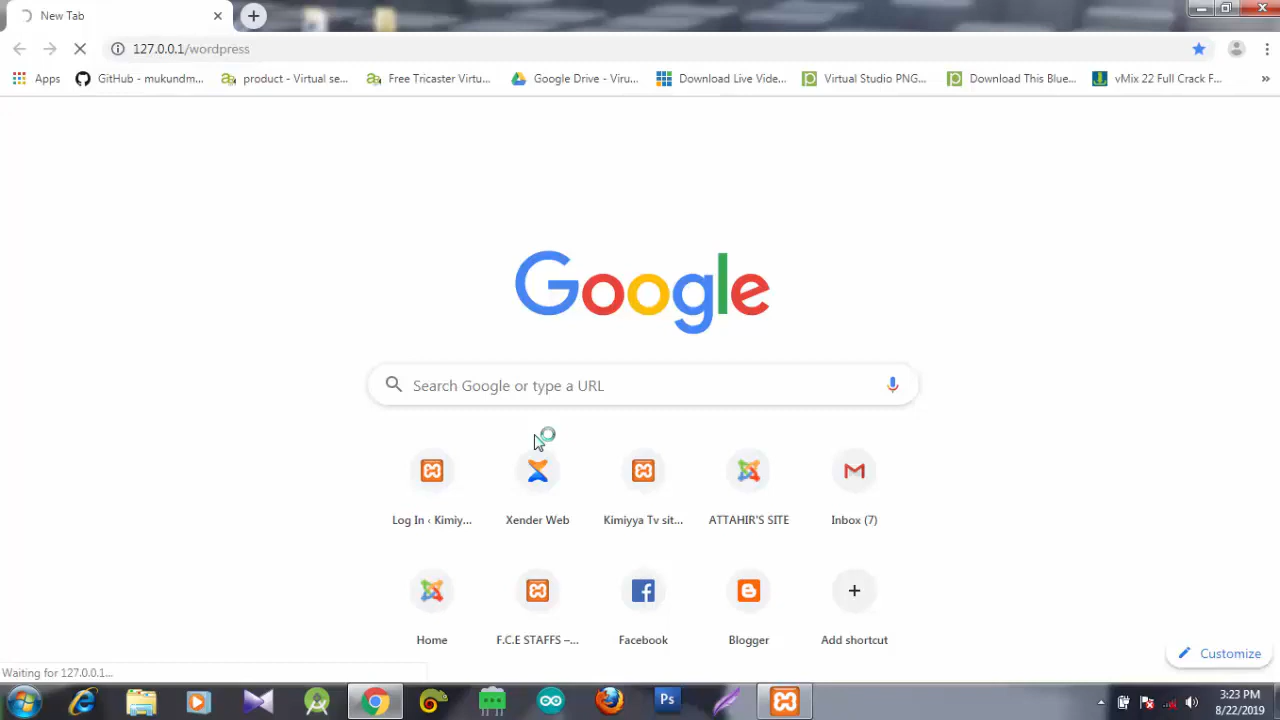 New Tab
127.0.0.1/wordpress
Apps GitHub - mukundm... product - Virtual se... Free Tricaster Virtu... Google Drive - Viru... Download Live Vide... Virtual Studio PNG... Download This Blue... vMix 22 Full Crack F... »
Google
Search Google or type a URL
Log In ‹ Kimiy... Xender Web Kimiyya Tv sit... ATTAHIR'S SITE Inbox (7)
Home F.C.E STAFFS –... Facebook Blogger Add shortcut
Customize
Waiting for 127.0.0.1...
Ps
3:23 PM
8/22/2019